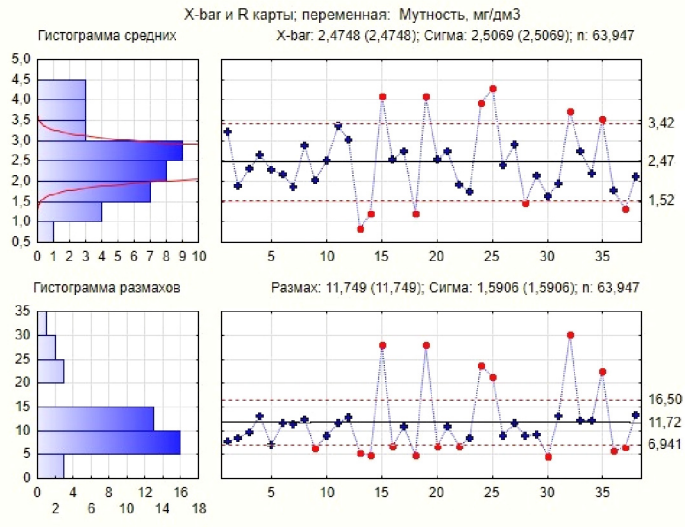 X-bar и R карты; переменная: Мутность, мг/дм3
Гистограмма средних
X-bar: 2,4748 (2,4748); Сигма: 2,5069 (2,5069); n: 63,947
5,0
4,5
4,0
3,5
3,0
2,5
2,0
1,5
1,0
0,5
3,42
2,47
1,52
0 1 2 3 4 5 6 7 8 9 10
5 10 15 20 25 30 35
Гистограмма размахов
Размах: 11,749 (11,749); Сигма: 1,5906 (1,5906); n: 63,947
35
30
25
20
15
10
5
0
16,50
11,72
6,941
0 4 8 12 16
2 6 10 14 18
5 10 15 20 25 30 35